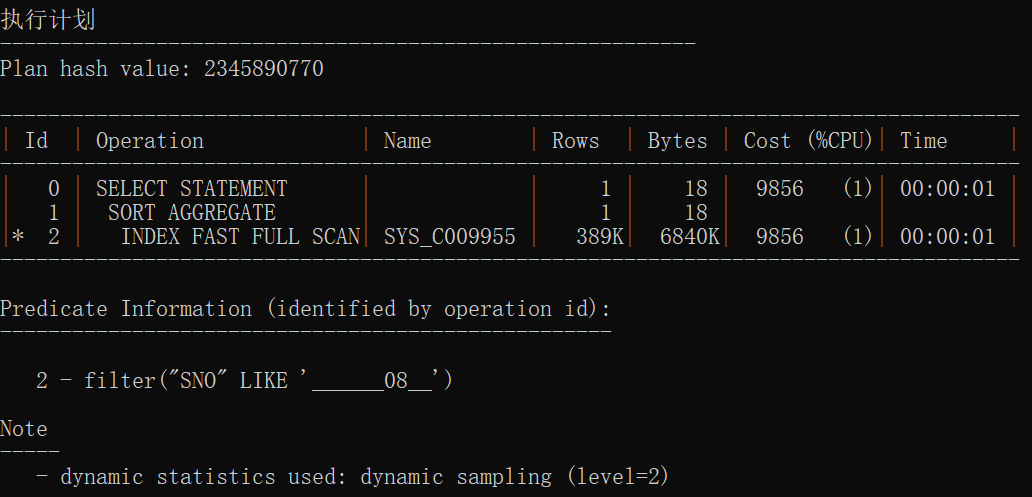 执行计划
----------------------------------------------------------
Plan hash value: 2345890770
-------------------------------------------------------------------------------------
| Id  | Operation             | Name        | Rows  | Bytes | Cost (%CPU)| Time     |
-------------------------------------------------------------------------------------
|   0 | SELECT STATEMENT      |             |     1 |    18 |  9856   (1)| 00:00:01 |
|   1 |  SORT AGGREGATE       |             |     1 |    18 |            |          |
|*  2 |   INDEX FAST FULL SCAN| SYS_C009955 |   389K|  6840K|  9856   (1)| 00:00:01 |
-------------------------------------------------------------------------------------
Predicate Information (identified by operation id):
---------------------------------------------------
   2 - filter("SNO" LIKE '______08__')
Note
-----
   - dynamic statistics used: dynamic sampling (level=2)